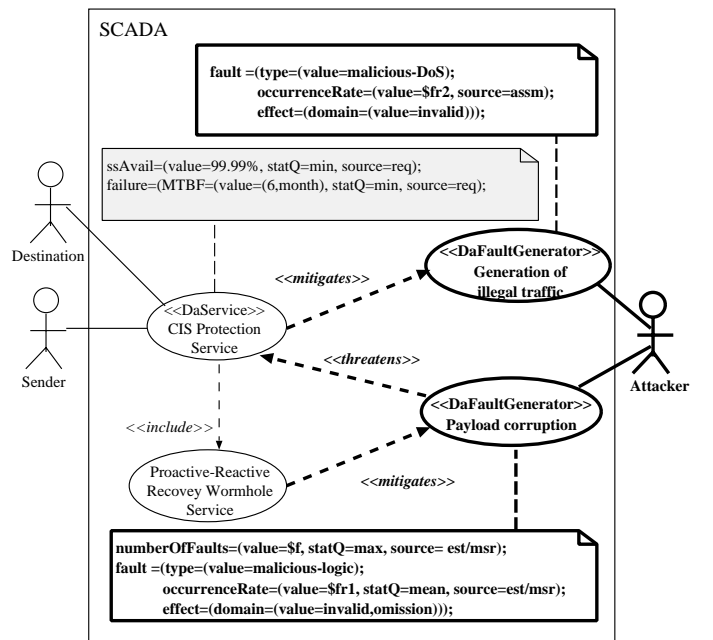 SCADA
fault =(type=(value=malicious-DoS);
occurrenceRate=(value=$fr2, source=assm);
effect=(domain=(value=invalid)));
ssAvail=(value=99.99%, statQ=min, source=req);
failure=(MTBF=(value=(6,month), statQ=min, source=req);
Destination
Sender
<<mitigates>>
<<DaFaultGenerator>>
Generation of
illegal traffic
<<DaService>>
CIS Protection
Service
<<threatens>>
Attacker
<<DaFaultGenerator>>
Payload corruption
<<include>>
Proactive-Reactive
Recovey Wormhole
Service
<<mitigates>>
numberOfFaults=(value=$f, statQ=max, source= est/msr);
fault =(type=(value=malicious-logic);
occurrenceRate=(value=$fr1, statQ=mean, source=est/msr);
effect=(domain=(value=invalid,omission)));